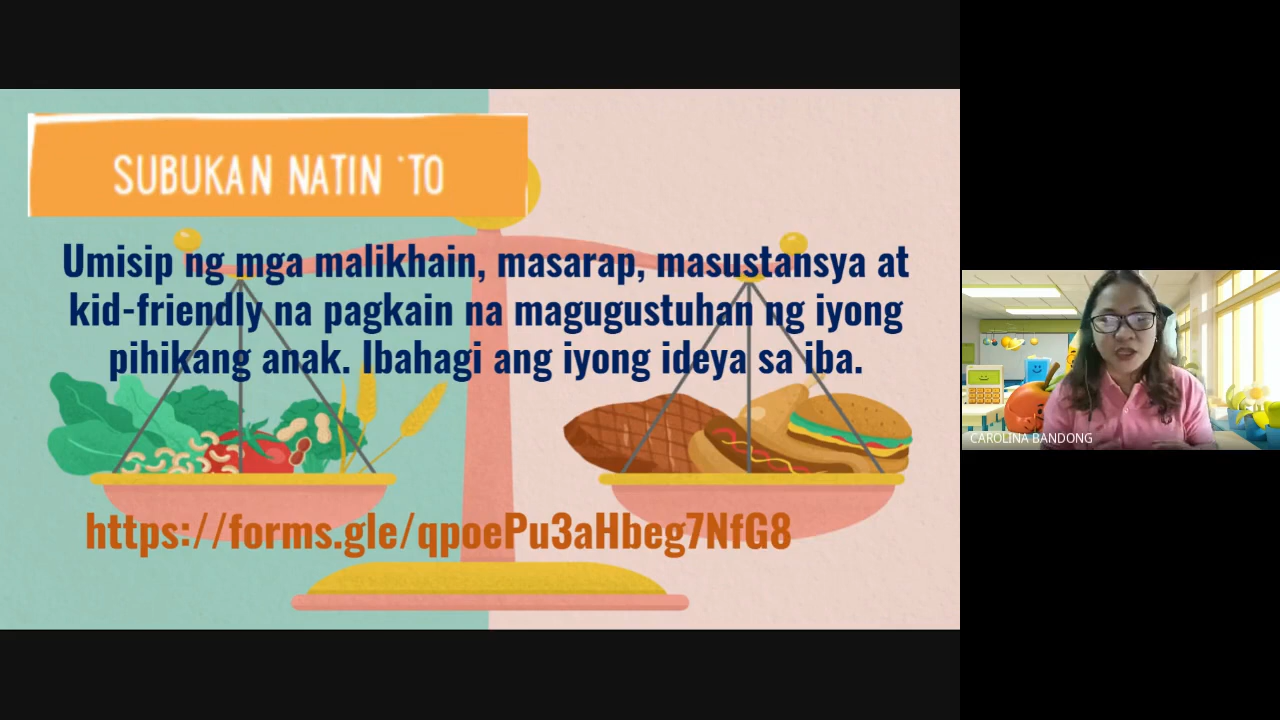 SUBUKAN NATIN 'TO
Umisip ng mga malikhain, masarap, masustansya at
kid-friendly na pagkain na magugustuhan ng iyong
pihikang anak. Ibahagi ang iyong ideya sa iba.
https://forms.gle/qpoePu3aHbeg7NfG8
CAROLINA BANDONG